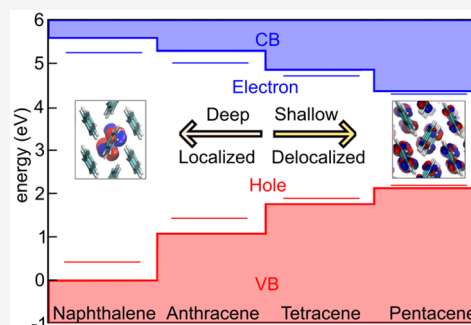 6
CB
5
Electron
4
Deep Shallow
3
Localized Delocalized
energy (eV)
2
Hole
1
0
VB
-1
Naphthalene Anthracene Tetracene Pentacene